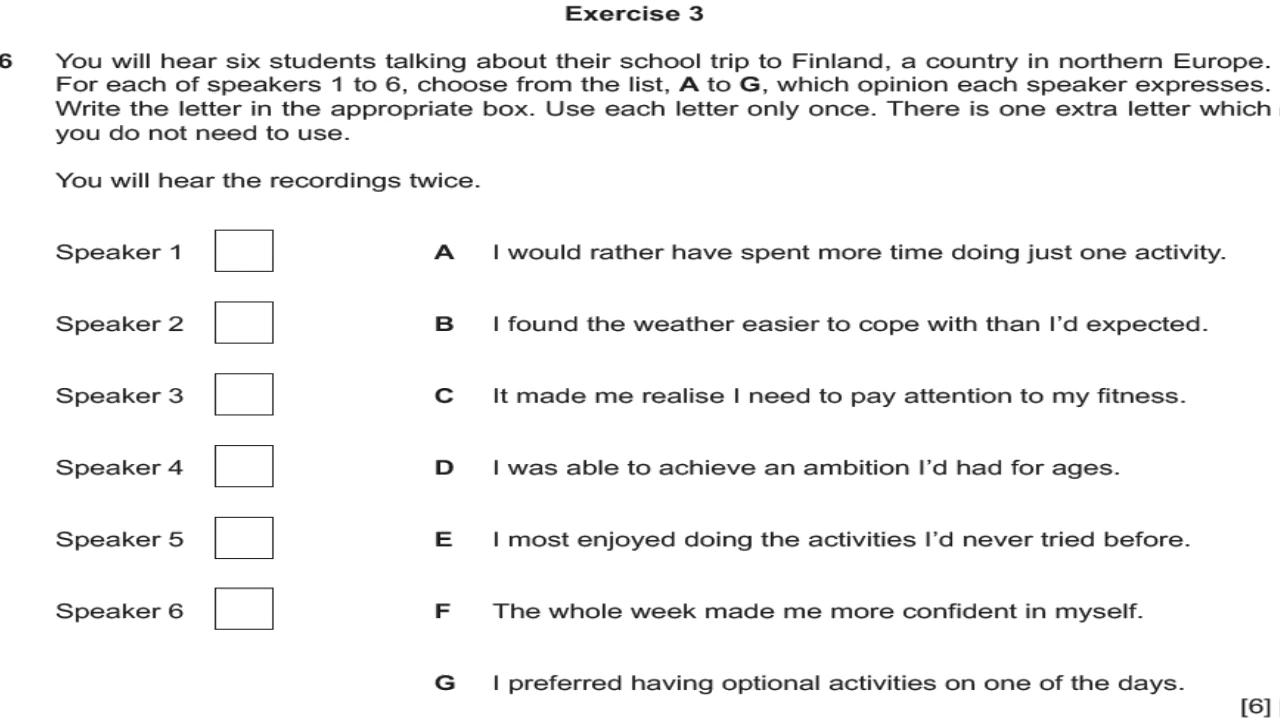 Exercise 3
6 You will hear six students talking about their school trip to Finland, a country in northern Europe.
For each of speakers 1 to 6, choose from the list, A to G, which opinion each speaker expresses.
Write the letter in the appropriate box. Use each letter only once. There is one extra letter which
you do not need to use.
You will hear the recordings twice.
Speaker 1 A I would rather have spent more time doing just one activity.
Speaker 2 B I found the weather easier to cope with than I'd expected.
Speaker 3 C It made me realise I need to pay attention to my fitness.
Speaker 4 D I was able to achieve an ambition I'd had for ages.
Speaker 5 E I most enjoyed doing the activities I'd never tried before.
Speaker 6 F The whole week made me more confident in myself.
G I preferred having optional activities on one of the days.
[6]